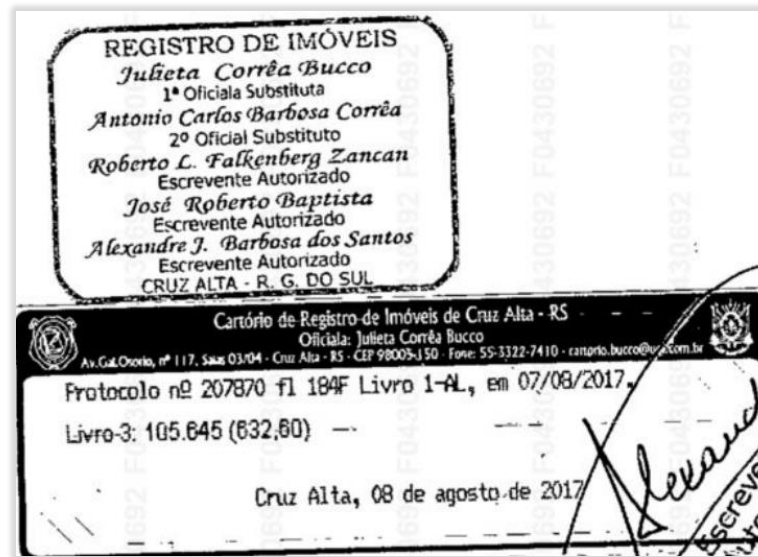 REGISTRO DE IMÓVEIS
Julieta Corrêa Bucco
1ª Oficiala Substituta
Antonio Carlos Barbosa Corrêa
2º Oficial Substituto
Roberto L. Falkenberg Zancan
Escrevente Autorizado
José Roberto Baptista
Escrevente Autorizado
Alexandre J. Barbosa dos Santos
Escrevente Autorizado
CRUZ ALTA - R. G. DO SUL
Cartório de Registro de Imóveis de Cruz Alta - RS
Oficiala: Julieta Corrêa Bucco
Av. Gal. Osorio, nº 117, Salas 03/04 - Cruz Alta - RS - CEP 98005-150 - Fone: 55-3322-7410
Protocolo nº 207870 fl 184F Livro 1-AL, em 07/08/2017.
Livro-3: 105.645 (632,60)
Cruz Alta, 08 de agosto de 2017
F0430692